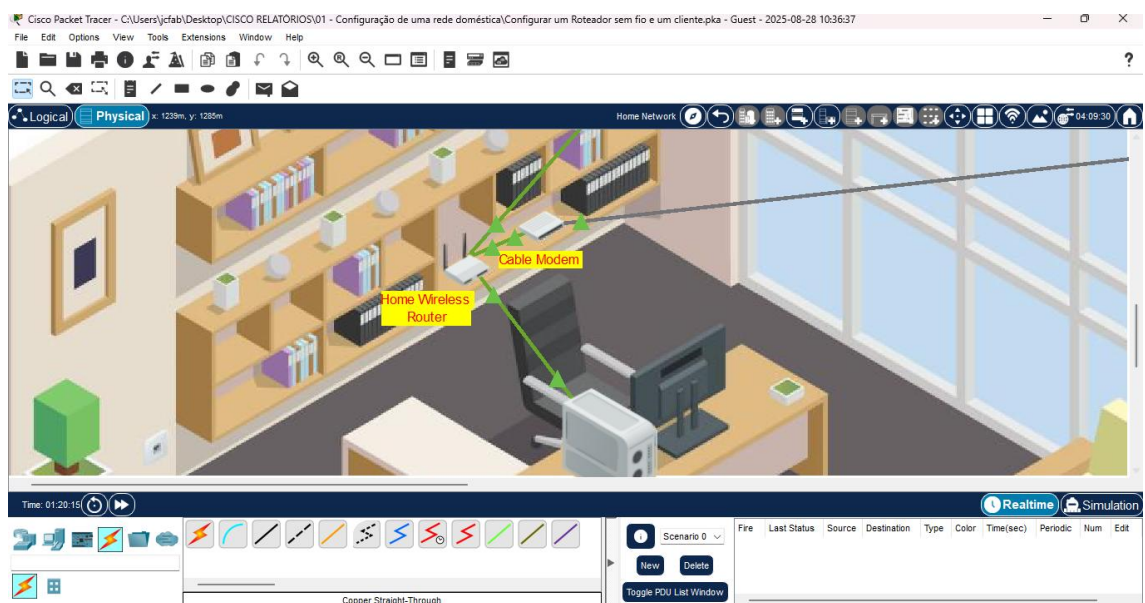 Cisco Packet Tracer - C:\Users\jcfab\Desktop\CISCO RELATÓRIOS\01 - Configuração de uma rede doméstica\Configurar um Roteador sem fio e um cliente.pka - Guest - 2025-08-28 10:36:37
File Edit Options View Tools Extensions Window Help
Logical Physical x: 1239m, y: 1285m Home Network 04:09:30
Cable Modem
Home Wireless
Router
Time: 01:20:15 Realtime Simulation
Scenario 0 Fire Last Status Source Destination Type Color Time(sec) Periodic Num Edit
New Delete
Toggle PDU List Window
Copper Straight-Through